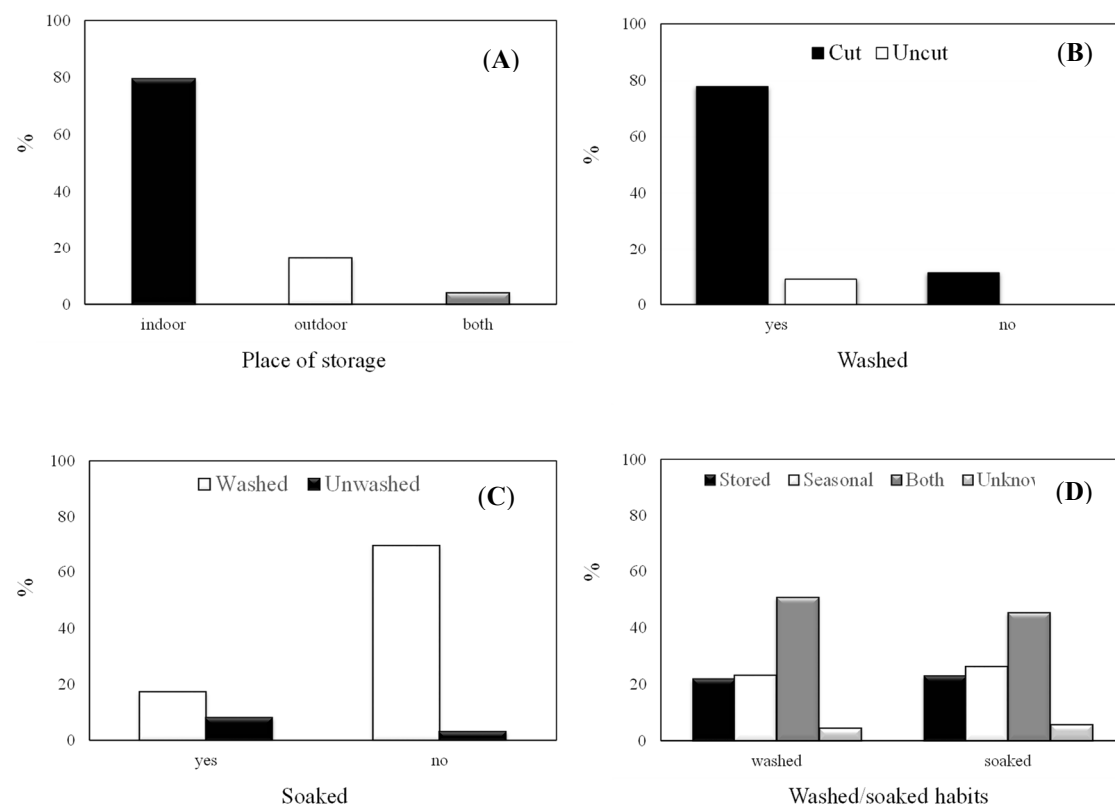 (A)
100
80
60
40
20
0
%
indoor outdoor both
Place of storage
(B)
Cut Uncut
100
80
60
40
20
0
%
yes no
Washed
(C)
Washed Unwashed
100
80
60
40
20
0
%
yes no
Soaked
(D)
Stored Seasonal Both Unknow
100
80
60
40
20
0
%
washed soaked
Washed/soaked habits